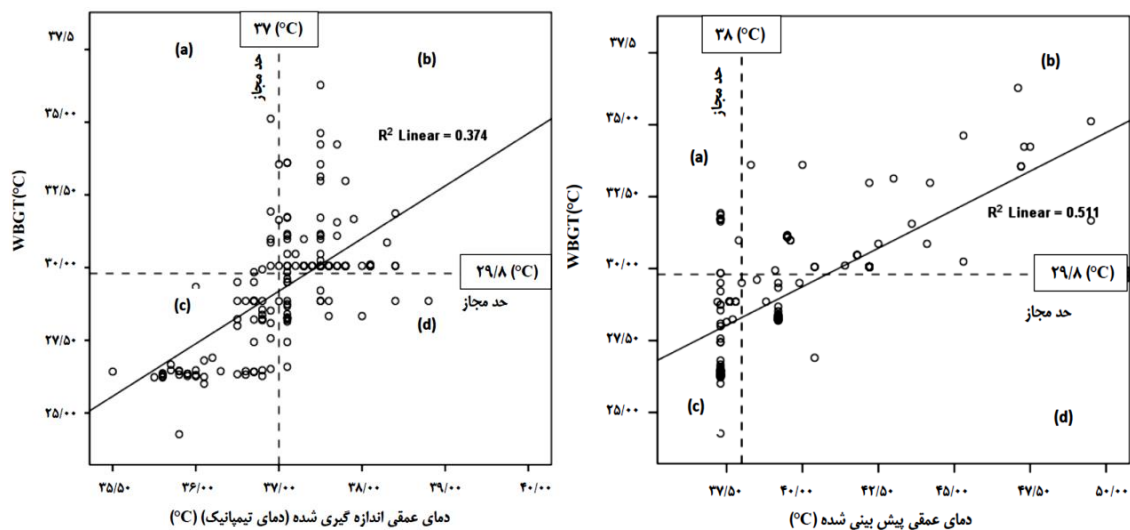 ۳۷ (°C)
(a)
(b)
حد مجاز
R² Linear = 0.374
۲۹/۸ (°C)
حد مجاز
(c)
(d)
WBGT(°C)
۳۷/۵
۳۵/۰۰
۳۲/۵۰
۳۰/۰۰
۲۷/۵۰
۲۵/۰۰
۳۵/۵۰ ۳۶/۰۰ ۳۷/۰۰ ۳۸/۰۰ ۳۹/۰۰ ۴۰/۰۰
دمای عمقی اندازه گیری شده (دمای تیمپانیک) (°C)
۳۸ (°C)
(b)
حد مجاز
(a)
R² Linear = 0.511
۲۹/۸ (°C)
حد مجاز
(c)
(d)
WBGT(°C)
۳۷/۵
۳۵/۰۰
۳۲/۵۰
۳۰/۰۰
۲۷/۵۰
۲۵/۰۰
۳۷/۵۰ ۴۰/۰۰ ۴۲/۵۰ ۴۵/۰۰ ۴۷/۵۰ ۵۰/۰۰
دمای عمقی پیش بینی شده (°C)